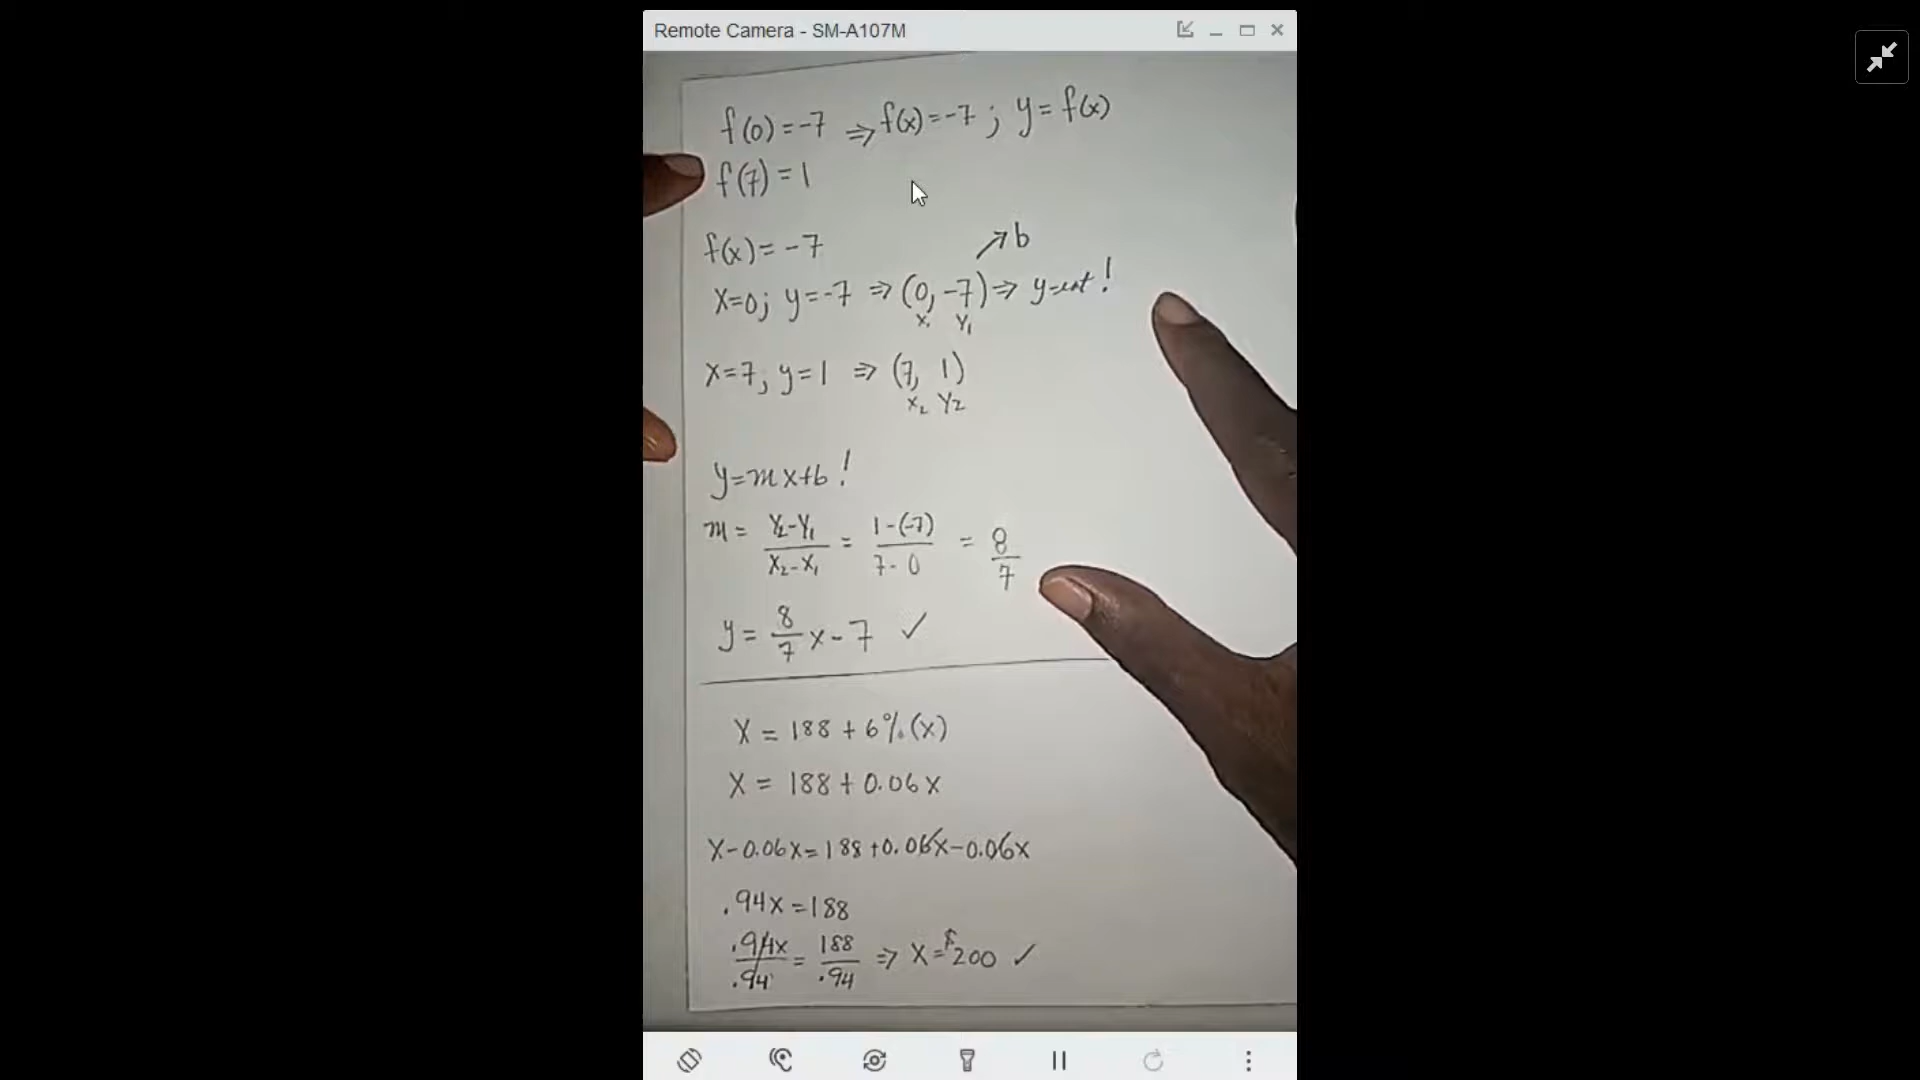 Remote Camera - SM-A107M
f(0)=-7 ⇒ f(x)=-7 ; y=f(x)
f(7)=1
f(x)=-7
↗b
X=0; y=-7 ⇒ (0, -7) ⇒ y-int!
X₁ Y₁
X=7; y=1 ⇒ (7, 1)
X₂ Y₂
y=mx+b!
m = Y₂-Y₁/X₂-X₁ = 1-(-7)/7-0 = 8/7
y= 8/7 x-7 ✓
X = 188 + 6%(x)
X = 188 + 0.06x
X-0.06x=188+0.06x-0.06x
.94x=188
.94x/.94 = 188/.94 ⇒ X=$200 ✓